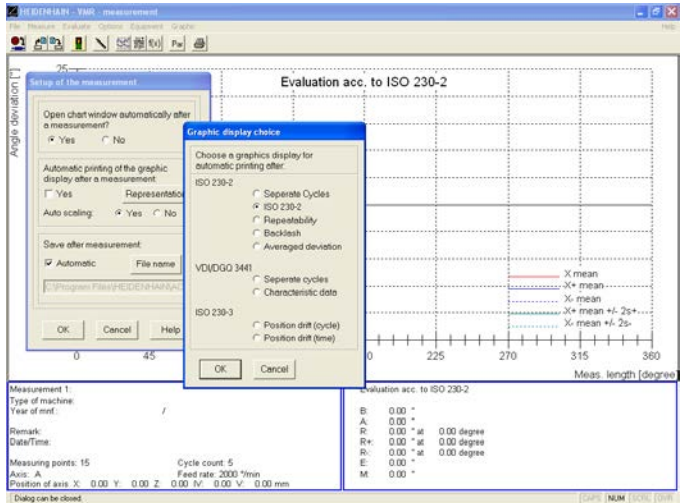 HEIDENHAIN - VMR - measurement
File Measure Evaluate Options Equipment Graphic Help
f(x) Par
25
Evaluation acc. to ISO 230-2
Angle deviation ["]
Setup of the measurement
Open chart window automatically after
a measurement?
Yes No
Automatic printing of the graphic
display after a measurement:
Yes Representation
Auto scaling: Yes No
Save after measurement:
Automatic File name
C:\Program Files\HEIDENHAIN\AC
OK Cancel Help
Graphic display choice
Choose a graphics display for
automatic printing after:
ISO 230-2
Seperate Cycles
ISO 230-2
Repeatability
Backlash
Averaged deviation
VDI/DGQ 3441
Seperate cycles
Characteristic data
ISO 230-3
Position drift (cycle)
Position drift (time)
OK Cancel
X mean
X+ mean
X- mean
X+ mean +/- 2s+
X- mean +/- 2s-
0 45 0 225 270 315 360
Meas. length [degree]
Measurement 1:
Type of machine:
Year of mnf.: /
Remark:
Date/Time:
Measuring points: 15 Cycle count: 5
Axis: A Feed rate: 2000 °/min
Position of axis X: 0.00 Y: 0.00 Z: 0.00 IV: 0.00 V: 0.00 mm
Evaluation acc. to ISO 230-2
B: 0.00 "
A: 0.00 "
R: 0.00 " at 0.00 degree
R+: 0.00 " at 0.00 degree
R-: 0.00 " at 0.00 degree
E: 0.00 "
M: 0.00 "
Dialog can be closed. CAPS NUM SCRL OVR